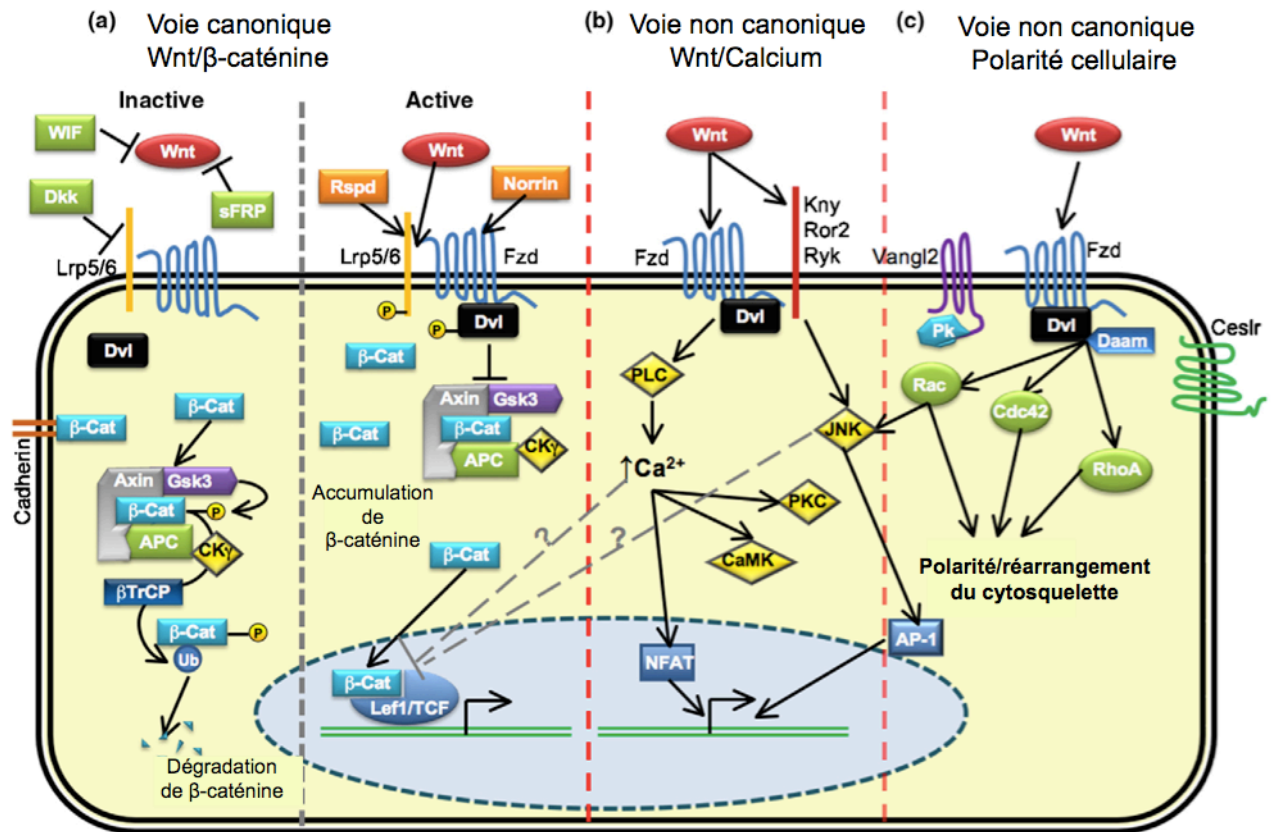 (a) Voie canonique
Wnt/β-caténine
(b) Voie non canonique
Wnt/Calcium
(c) Voie non canonique
Polarité cellulaire
Inactive
WIF
Wnt
Dkk
sFRP
Lrp5/6
Dvl
Cadherin
β-Cat
β-Cat
Axin
Gsk3
β-Cat
P
APC
CKγ
βTrCP
β-Cat
P
Ub
Dégradation
de β-caténine
Active
Wnt
Rspd
Norrin
Lrp5/6
Fzd
P
P
Dvl
β-Cat
β-Cat
Axin
Gsk3
β-Cat
APC
CKγ
Accumulation
de
β-caténine
β-Cat
β-Cat
Lef1/TCF
?
?
Wnt
Kny
Ror2
Ryk
Fzd
Dvl
PLC
JNK
↑Ca²⁺
PKC
CaMK
NFAT
AP-1
Wnt
Vangl2
Fzd
Pk
Dvl
Daam
Ceslr
Rac
Cdc42
RhoA
Polarité/réarrangement
du cytosquelette